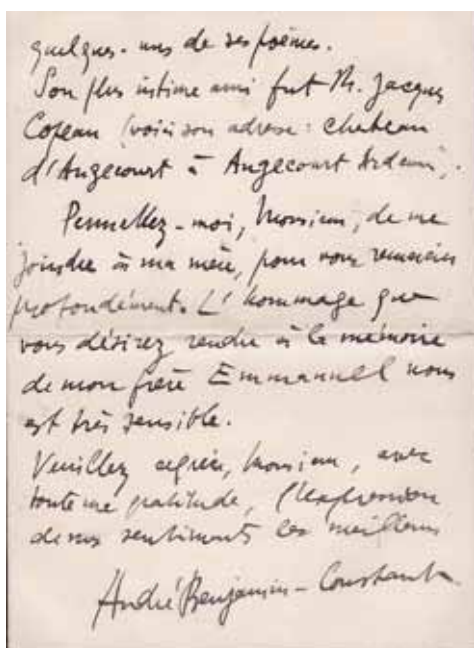 quelques-uns de ses poèmes.
Son plus intime ami fut M. Jacques
Copeau (voici son adresse : château
d'Angecourt à Angecourt Ardennes).
Permettez-moi, Monsieur, de me
joindre à ma mère, pour vous remercier
profondément. L'hommage que
vous désirez rendre à la mémoire
de mon frère Emmanuel nous
est très sensible.
Veuillez agréer, Monsieur, avec
toute ma gratitude, l'expression
de mes sentiments les meilleurs
André Benjamin-Constant